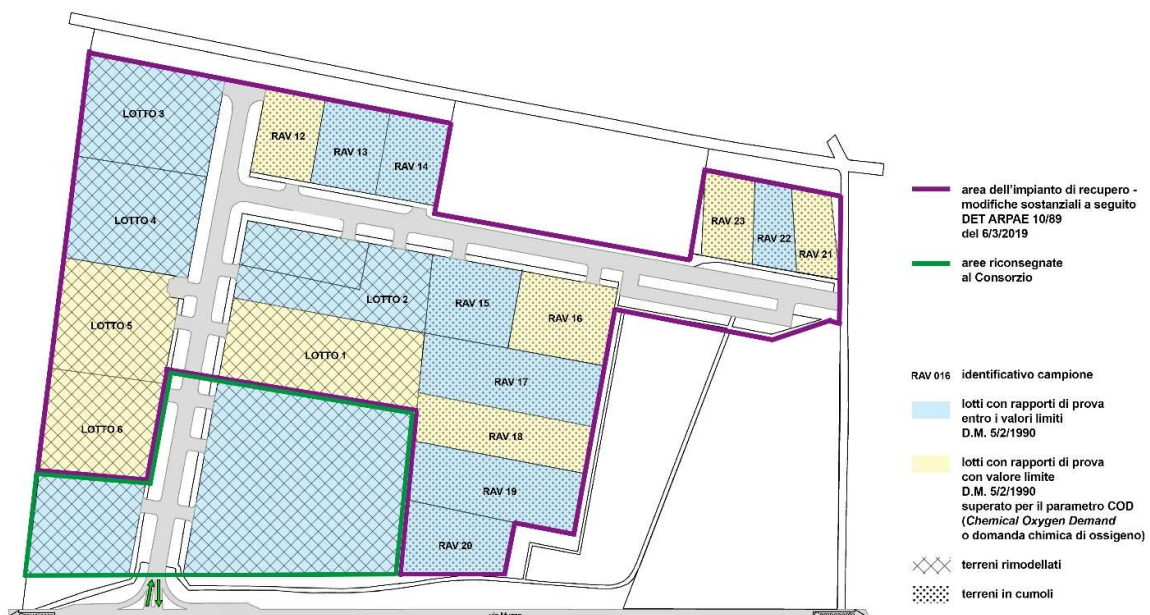 LOTTO 3
RAV 12
RAV 13
RAV 14
LOTTO 4
RAV 23
RAV 22
RAV 21
LOTTO 2
RAV 15
RAV 16
LOTTO 5
LOTTO 1
RAV 17
LOTTO 6
RAV 18
RAV 19
RAV 20
area dell'impianto di recupero -
modifiche sostanziali a seguito
DET ARPAE 10/89
del 6/3/2019
aree riconsegnate
al Consorzio
RAV 016 identificativo campione
lotti con rapporti di prova
entro i valori limiti
D.M. 5/2/1990
lotti con rapporti di prova
con valore limite
D.M. 5/2/1990
superato per il parametro COD
(Chemical Oxygen Demand
o domanda chimica di ossigeno)
terreni rimodellati
terreni in cumoli